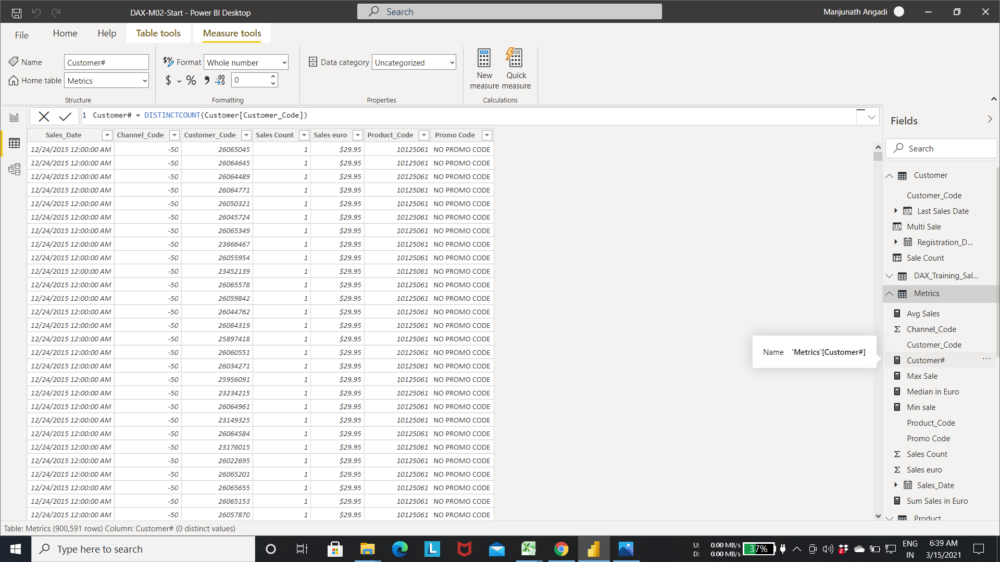 DAX-M02-Start - Power BI Desktop
Search
Manjunath Angadi
File
Home
Help
Table tools
Measure tools
Name
Customer#
Home table
Metrics
Structure
Format
Whole number
$
%
0
Formatting
Data category
Uncategorized
Properties
New measure
Quick measure
Calculations
1 Customer# = DISTINCTCOUNT(Customer[Customer_Code])
Sales_Date Channel_Code Customer_Code Sales Count Sales euro Product_Code Promo Code
12/24/2015 12:00:00 AM -50 26065045 1 $29.95 10125061 NO PROMO CODE
12/24/2015 12:00:00 AM -50 26064645 1 $29.95 10125061 NO PROMO CODE
12/24/2015 12:00:00 AM -50 26064489 1 $29.95 10125061 NO PROMO CODE
12/24/2015 12:00:00 AM -50 26064771 1 $29.95 10125061 NO PROMO CODE
12/24/2015 12:00:00 AM -50 26050321 1 $29.95 10125061 NO PROMO CODE
12/24/2015 12:00:00 AM -50 26045724 1 $29.95 10125061 NO PROMO CODE
12/24/2015 12:00:00 AM -50 26065349 1 $29.95 10125061 NO PROMO CODE
12/24/2015 12:00:00 AM -50 23666467 1 $29.95 10125061 NO PROMO CODE
12/24/2015 12:00:00 AM -50 26055954 1 $29.95 10125061 NO PROMO CODE
12/24/2015 12:00:00 AM -50 23452139 1 $29.95 10125061 NO PROMO CODE
12/24/2015 12:00:00 AM -50 26065578 1 $29.95 10125061 NO PROMO CODE
12/24/2015 12:00:00 AM -50 26059842 1 $29.95 10125061 NO PROMO CODE
12/24/2015 12:00:00 AM -50 26044762 1 $29.95 10125061 NO PROMO CODE
12/24/2015 12:00:00 AM -50 26064319 1 $29.95 10125061 NO PROMO CODE
12/24/2015 12:00:00 AM -50 25897418 1 $29.95 10125061 NO PROMO CODE
12/24/2015 12:00:00 AM -50 26060551 1 $29.95 10125061 NO PROMO CODE
12/24/2015 12:00:00 AM -50 26034271 1 $29.95 10125061 NO PROMO CODE
12/24/2015 12:00:00 AM -50 25956091 1 $29.95 10125061 NO PROMO CODE
12/24/2015 12:00:00 AM -50 23234215 1 $29.95 10125061 NO PROMO CODE
12/24/2015 12:00:00 AM -50 26064961 1 $29.95 10125061 NO PROMO CODE
12/24/2015 12:00:00 AM -50 23149325 1 $29.95 10125061 NO PROMO CODE
12/24/2015 12:00:00 AM -50 26064584 1 $29.95 10125061 NO PROMO CODE
12/24/2015 12:00:00 AM -50 23176015 1 $29.95 10125061 NO PROMO CODE
12/24/2015 12:00:00 AM -50 26022695 1 $29.95 10125061 NO PROMO CODE
12/24/2015 12:00:00 AM -50 26065201 1 $29.95 10125061 NO PROMO CODE
12/24/2015 12:00:00 AM -50 26065655 1 $29.95 10125061 NO PROMO CODE
12/24/2015 12:00:00 AM -50 26065153 1 $29.95 10125061 NO PROMO CODE
12/24/2015 12:00:00 AM -50 26057870 1 $29.95 10125061 NO PROMO CODE
Name 'Metrics'[Customer#]
Fields
Search
Customer
Customer_Code
Last Sales Date
Multi Sale
Registration_D...
Sale Count
DAX_Training_Sal...
Metrics
Avg Sales
Channel_Code
Customer_Code
Customer# ...
Max Sale
Median in Euro
Min sale
Product_Code
Promo Code
Sales Count
Sales euro
Sales_Date
Sum Sales in Euro
Product
Table: Metrics (900,591 rows) Column: Customer# (0 distinct values)
Type here to search
U: 0.00 MB/s
D: 0.00 MB/s
37%
2
ENG
IN
6:39 AM
3/15/2021